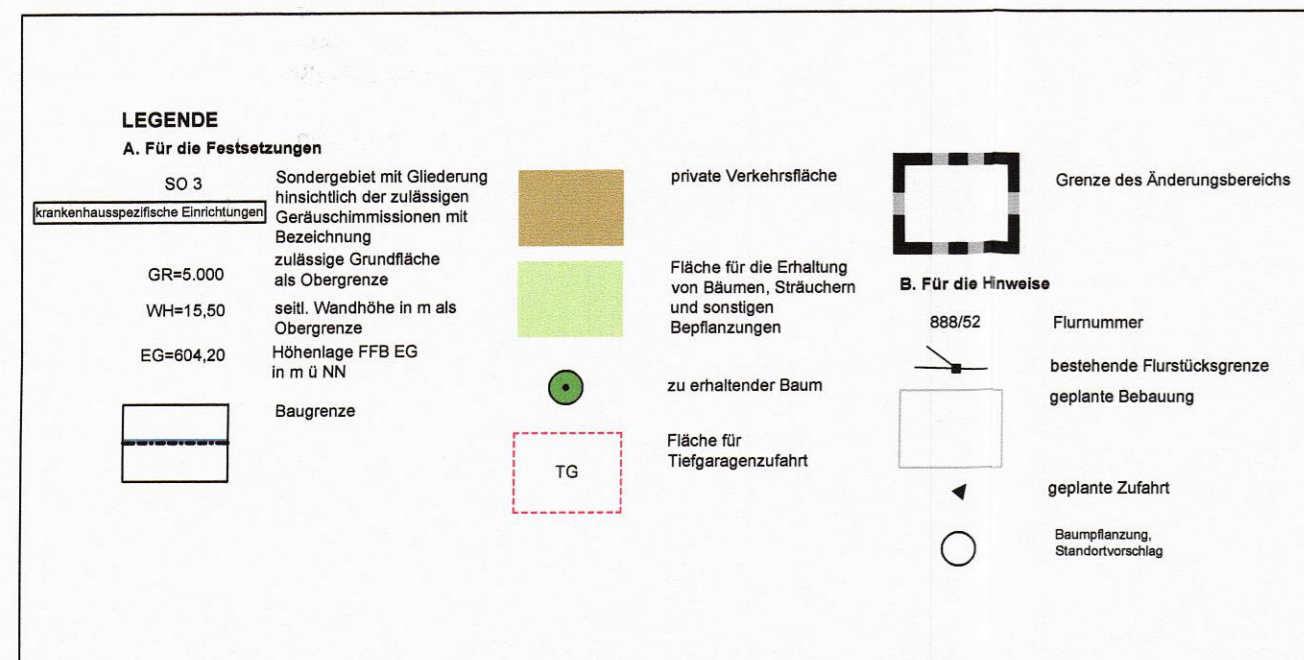 LEGENDE
A. Für die Festsetzungen
SO 3
krankenhausspezifische Einrichtungen
Sondergebiet mit Gliederung
hinsichtlich der zulässigen
Geräuschimmissionen mit
Bezeichnung
GR=5.000
zulässige Grundfläche
als Obergrenze
WH=15,50
seitl. Wandhöhe in m als
Obergrenze
EG=604,20
Höhenlage FFB EG
in m ü NN
Baugrenze
private Verkehrsfläche
Fläche für die Erhaltung
von Bäumen, Sträuchern
und sonstigen
Bepflanzungen
zu erhaltender Baum
TG
Fläche für
Tiefgaragenzufahrt
Grenze des Änderungsbereichs
B. Für die Hinweise
888/52
Flurnummer
bestehende Flurstücksgrenze
geplante Bebauung
geplante Zufahrt
Baumpflanzung,
Standortvorschlag